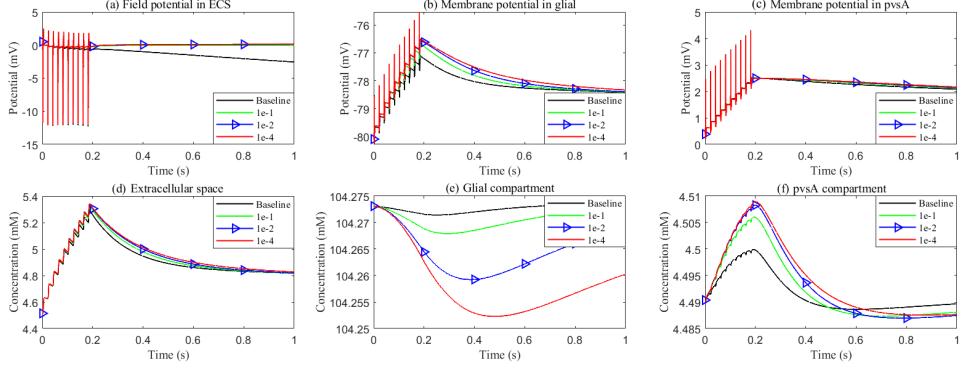 (a) Field potential in ECS
5
0
-5
-10
-15
Potential (mV)
0 0.2 0.4 0.6 0.8 1
Time (s)
Baseline
1e-1
1e-2
1e-4
(b) Membrane potential in glial
-76
-77
-78
-79
-80
Potential (mV)
0 0.2 0.4 0.6 0.8 1
Time (s)
Baseline
1e-1
1e-2
1e-4
(c) Membrane potential in pvsA
5
4
3
2
1
0
Potential (mV)
0 0.2 0.4 0.6 0.8 1
Time (s)
Baseline
1e-1
1e-2
1e-4
(d) Extracellular space
5.4
5.2
5
4.8
4.6
4.4
Concentration (mM)
0 0.2 0.4 0.6 0.8 1
Time (s)
Baseline
1e-1
1e-2
1e-4
(e) Glial compartment
104.275
104.27
104.265
104.26
104.255
104.25
Concentration (mM)
0 0.2 0.4 0.6 0.8 1
Time (s)
Baseline
1e-1
1e-2
1e-4
(f) pvsA compartment
4.51
4.505
4.5
4.495
4.49
4.485
Concentration (mM)
0 0.2 0.4 0.6 0.8 1
Time (s)
Baseline
1e-1
1e-2
1e-4